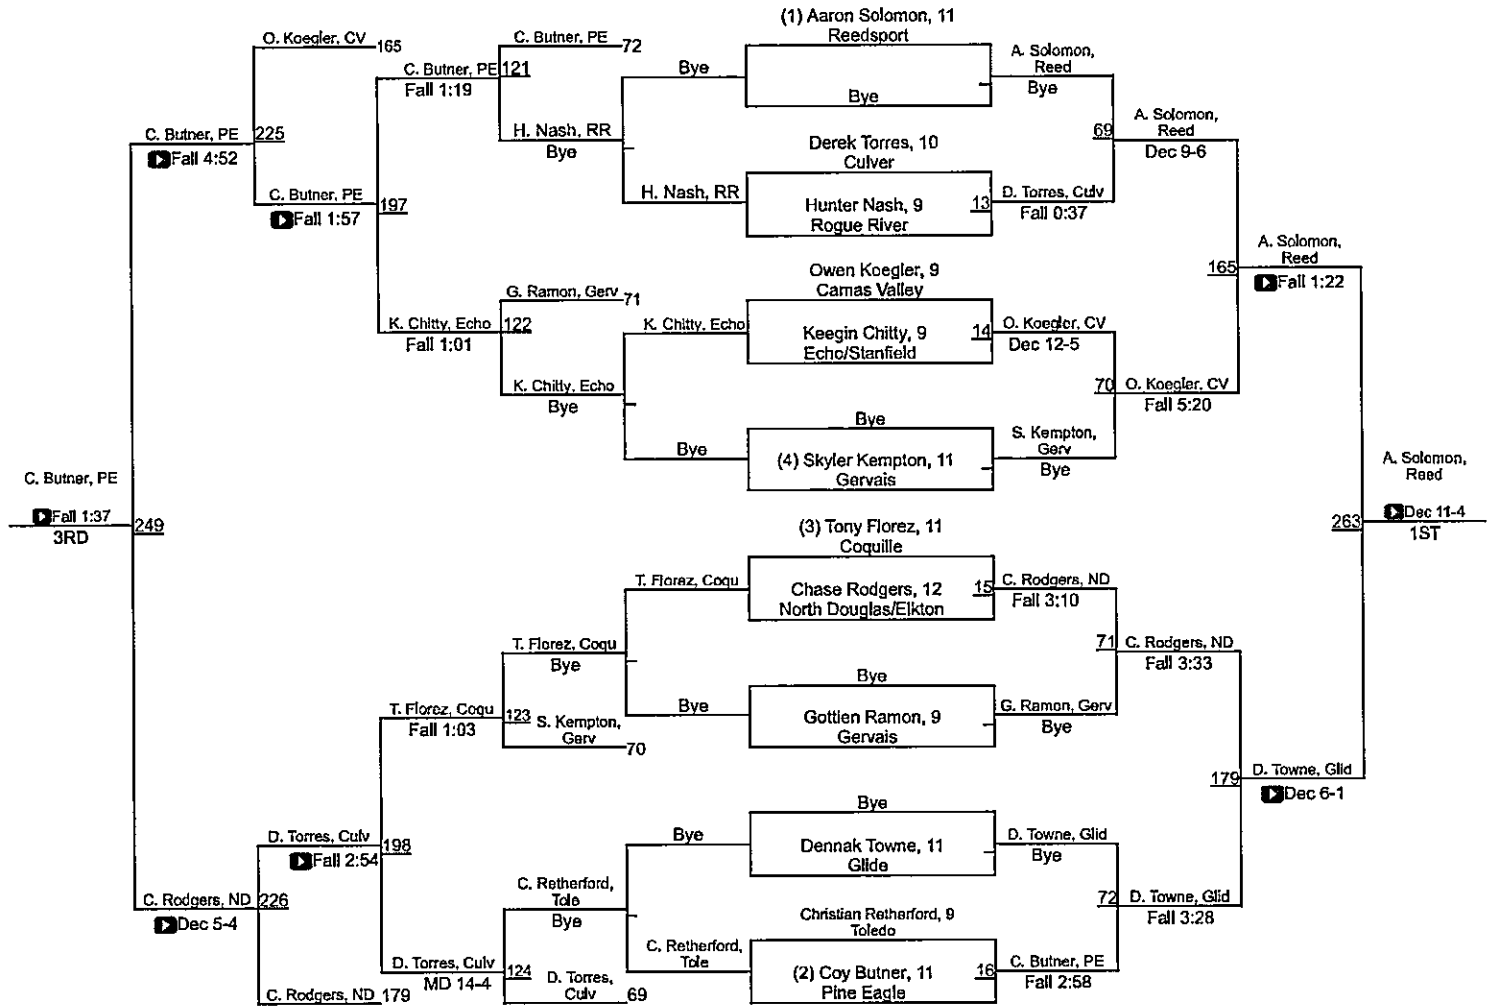 (1) Aaron Solomon, 11
Reedsport
Bye
Derek Torres, 10
Culver
Hunter Nash, 9
Rogue River
13
Owen Koegler, 9
Camas Valley
Keegin Chitty, 9
Echo/Stanfield
14
Bye
(4) Skyler Kempton, 11
Gervais
(3) Tony Florez, 11
Coquille
Chase Rodgers, 12
North Douglas/Elkton
15
Bye
Gottlen Ramon, 9
Gervais
Bye
Dennak Towne, 11
Glide
Christian Retherford, 9
Toledo
(2) Coy Butner, 11
Pine Eagle
16
A. Solomon,
Reed
Bye
69
D. Torres, Culv
Fall 0:37
O. Koegler, CV
Dec 12-5
70
S. Kempton,
Gerv
Bye
C. Rodgers, ND
Fall 3:10
71
G. Ramon, Gerv
Bye
D. Towne, Glid
Bye
72
C. Butner, PE
Fall 2:58
A. Solomon,
Reed
Dec 9-6
165
O. Koegler, CV
Fall 5:20
C. Rodgers, ND
Fall 3:33
179
D. Towne, Glid
Fall 3:28
A. Solomon,
Reed
Fall 1:22
263
D. Towne, Glid
Dec 6-1
A. Solomon,
Reed
Dec 11-4
1ST
Bye
H. Nash, RR
K. Chitty, Echo
Bye
T. Florez, Coqu
Bye
Bye
C. Retherford,
Tole
C. Butner, PE 72
H. Nash, RR
Bye
G. Ramon, Gerv 71
K. Chitty, Echo
Bye
T. Florez, Coqu
Bye
S. Kempton,
Gerv 70
C. Retherford,
Tole
Bye
D. Torres,
Culv 69
C. Butner, PE 121
Fall 1:19
K. Chitty, Echo 122
Fall 1:01
T. Florez, Coqu 123
Fall 1:03
D. Torres, Culv 124
MD 14-4
O. Koegler, CV 165
C. Butner, PE 197
Fall 1:57
D. Torres, Culv 198
Fall 2:54
C. Rodgers, ND 179
C. Butner, PE 225
Fall 4:52
C. Rodgers, ND 226
Dec 5-4
C. Butner, PE
Fall 1:37
249
3RD